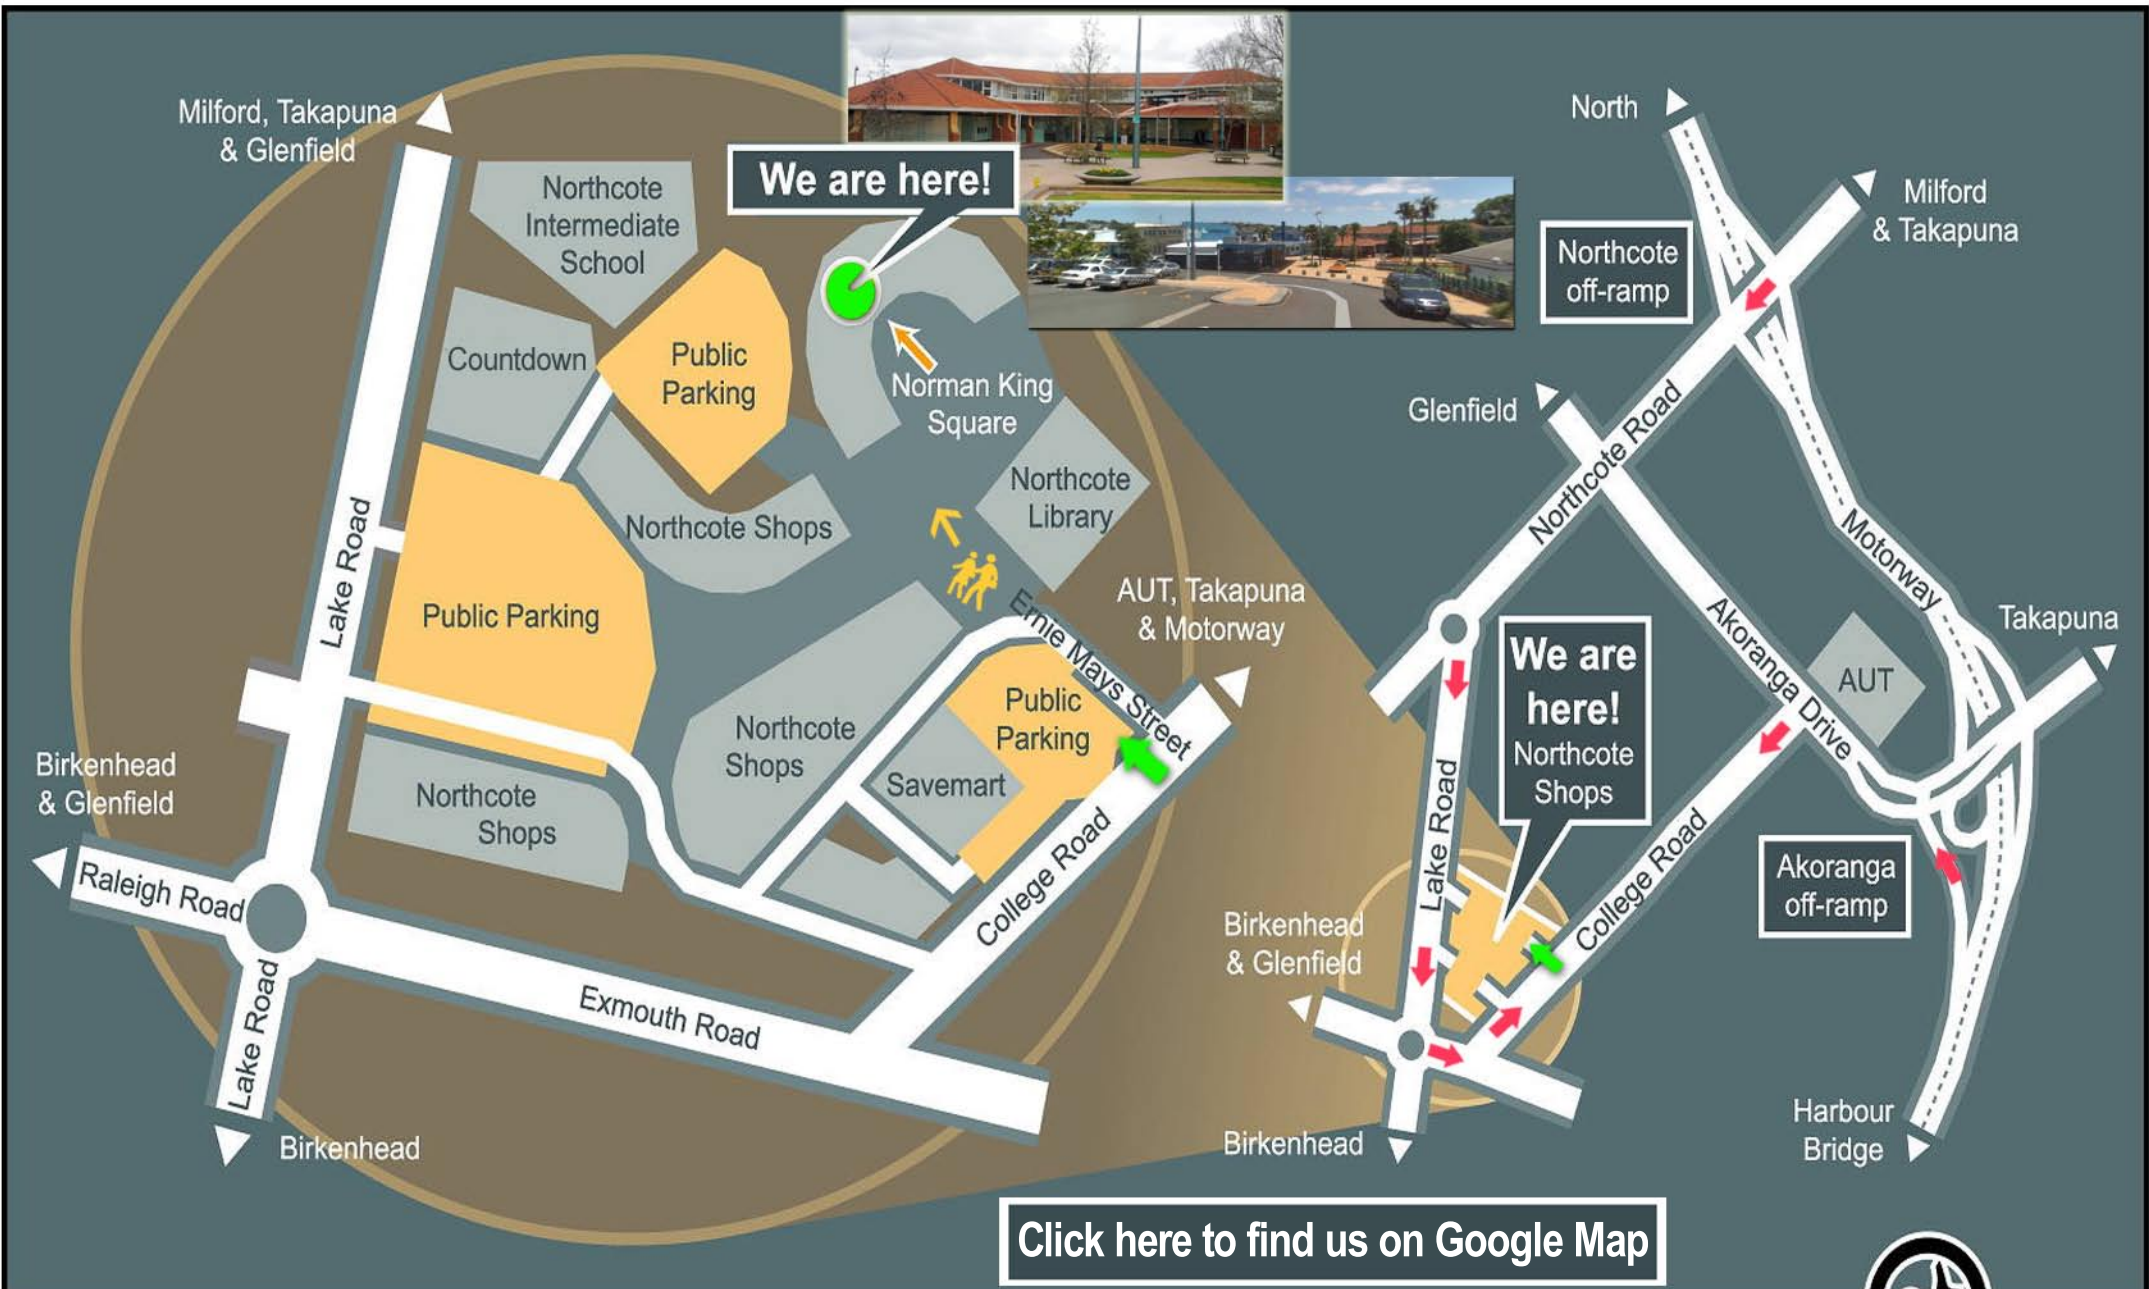 Milford, Takapuna
& Glenfield
Northcote
Intermediate
School
We are here!
Countdown
Public
Parking
Norman King
Square
Northcote
Library
Northcote Shops
Lake Road
Public Parking
Ernie Mays Street
AUT, Takapuna
& Motorway
Public
Parking
Northcote
Shops
Savemart
Birkenhead
& Glenfield
Northcote
Shops
Raleigh Road
College Road
Exmouth Road
Lake Road
Birkenhead
North
Milford
& Takapuna
Northcote
off-ramp
Glenfield
Northcote Road
Motorway
Akoranga Drive
Takapuna
AUT
We are
here!
Northcote
Shops
Lake Road
College Road
Akoranga
off-ramp
Birkenhead
& Glenfield
Birkenhead
Harbour
Bridge
Click here to find us on Google Map